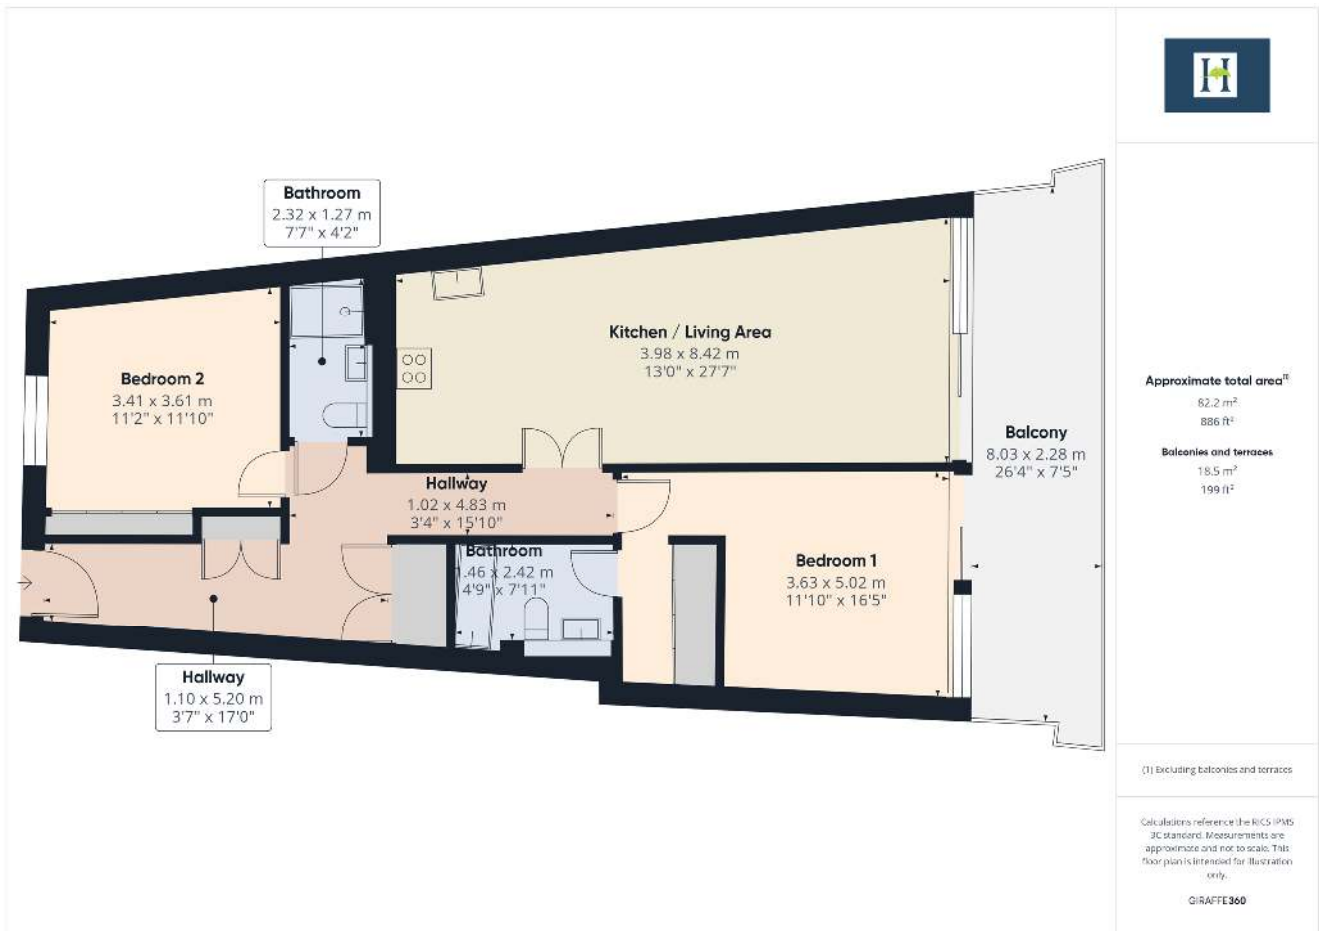 H
Bathroom
2.32 x 1.27 m
7'7" x 4'2"
Kitchen / Living Area
3.98 x 8.42 m
13'0" x 27'7"
Bedroom 2
3.41 x 3.61 m
11'2" x 11'10"
Balcony
8.03 x 2.28 m
26'4" x 7'5"
Hallway
1.02 x 4.83 m
3'4" x 15'10"
Bathroom
1.46 x 2.42 m
4'9" x 7'11"
Bedroom 1
3.63 x 5.02 m
11'10" x 16'5"
Hallway
1.10 x 5.20 m
3'7" x 17'0"
Approximate total area(1)
82.2 m²
886 ft²
Balconies and terraces
18.5 m²
199 ft²
(1) Excluding balconies and terraces
Calculations reference the RICS IPMS
3C standard. Measurements are
approximate and not to scale. This
floor plan is intended for illustration
only.
GIRAFFE360